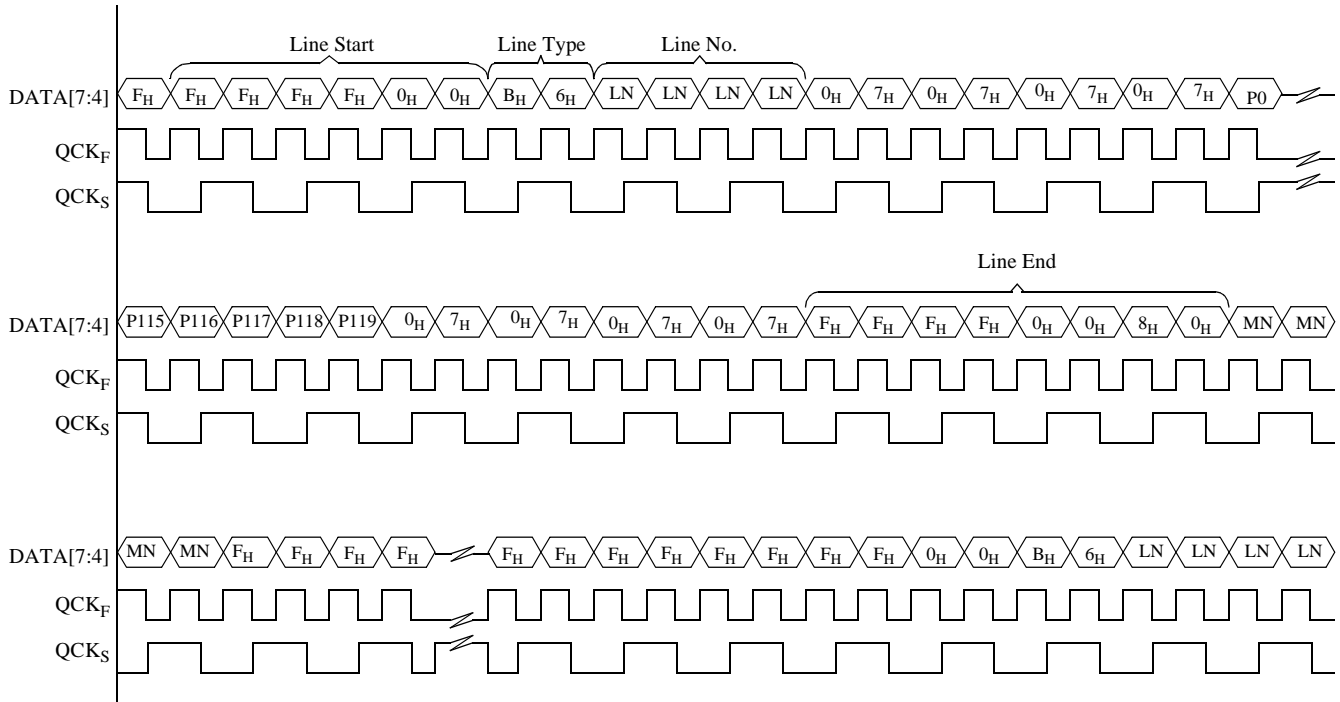 Line Start Line Type Line No.
DATA[7:4] F_H F_H F_H F_H F_H 0_H 0_H B_H 6_H LN LN LN LN 0_H 7_H 0_H 7_H 0_H 7_H 0_H 7_H P0
QCK_F
QCK_S
Line End
DATA[7:4] P115 P116 P117 P118 P119 0_H 7_H 0_H 7_H 0_H 7_H 0_H 7_H F_H F_H F_H F_H 0_H 0_H 8_H 0_H MN MN
QCK_F
QCK_S
DATA[7:4] MN MN F_H F_H F_H F_H F_H F_H F_H F_H F_H F_H F_H F_H 0_H 0_H B_H 6_H LN LN LN LN
QCK_F
QCK_S